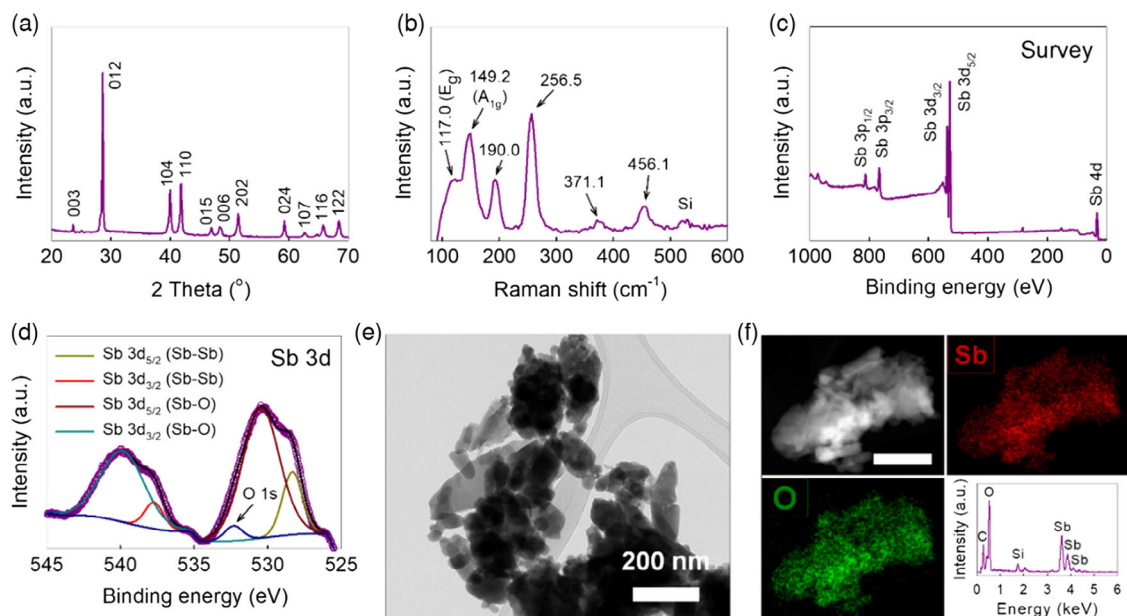 (a)
Intensity (a.u.)
003
012
104
110
015
006
202
024
107
116
122
20 30 40 50 60 70
2 Theta (°)
(b)
Intensity (a.u.)
117.0 (Eg)
149.2
(A1g)
190.0
256.5
371.1
456.1
Si
100 200 300 400 500 600
Raman shift (cm⁻¹)
(c)
Intensity (a.u.)
Survey
Sb 3p1/2
Sb 3p3/2
Sb 3d3/2
Sb 3d5/2
Sb 4d
1000 800 600 400 200 0
Binding energy (eV)
(d)
Intensity (a.u.)
Sb 3d5/2 (Sb-Sb)
Sb 3d3/2 (Sb-Sb)
Sb 3d5/2 (Sb-O)
Sb 3d3/2 (Sb-O)
Sb 3d
O 1s
545 540 535 530 525
Binding energy (eV)
(e)
200 nm
(f)
Sb
O
Intensity (a.u.)
C
O
Si
Sb
Sb
Sb
0 1 2 3 4 5 6
Energy (keV)